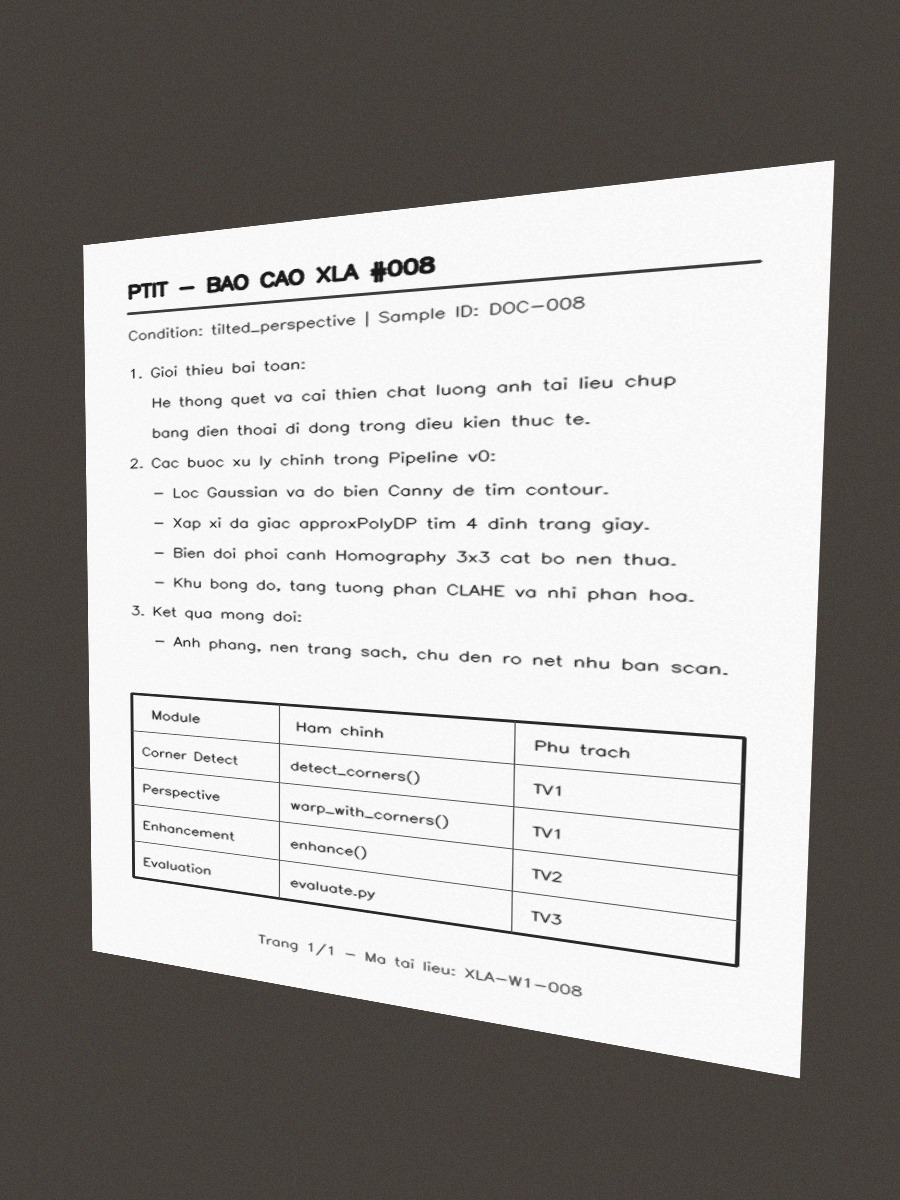 PTIT - BAO CAO XLA #008
Condition: tilted_perspective | Sample ID: DOC-008
1. Gioi thieu bai toan:
He thong quet va cai thien chat luong anh tai lieu chup
bang dien thoai di dong trong dieu kien thuc te.
2. Cac buoc xu ly chinh trong Pipeline v0:
- Loc Gaussian va do bien Canny de tim contour.
- Xap xi da giac approxPolyDP tim 4 dinh trang giay.
- Bien doi phoi canh Homography 3x3 cat bo nen thua.
- Khu bong do, tang tuong phan CLAHE va nhi phan hoa.
3. Ket qua mong doi:
- Anh phang, nen trang sach, chu den ro net nhu ban scan.
Module Ham chinh Phu trach
Corner Detect detect_corners() TV1
Perspective warp_with_corners() TV1
Enhancement enhance() TV2
Evaluation evaluate.py TV3
Trang 1/1 - Ma tai lieu: XLA-W1-008